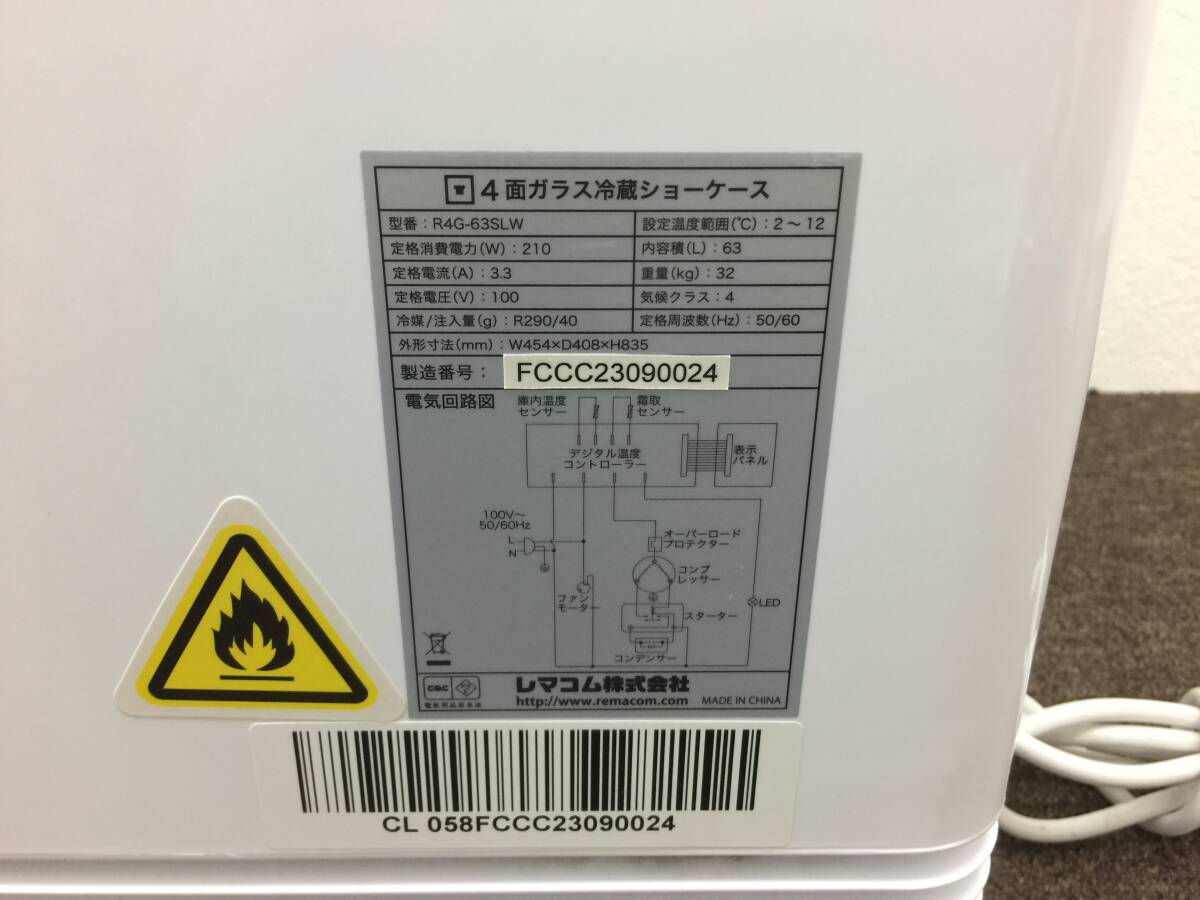 4面ガラス冷蔵ショーケース
型番：R4G-63SLW
設定温度範囲(℃)：2～12
定格消費電力(W)：210
内容積(L)：63
定格電流(A)：3.3
重量(kg)：32
定格電圧(V)：100
気候クラス：4
冷媒/注入量(g)：R290/40
定格周波数(Hz)：50/60
外形寸法(mm)：W454×D408×H835
製造番号：FCCC23090024
電気回路図
庫内温度
センサー
霜取
センサー
デジタル温度
コントローラー
表示
パネル
100V～
50/60Hz
L
N
オーバーロード
プロテクター
コンプ
レッサー
ファン
モーター
LED
スターター
コンデンサー
レマコム株式会社
http://www.remacom.com
MADE IN CHINA
CL 058FCCC23090024